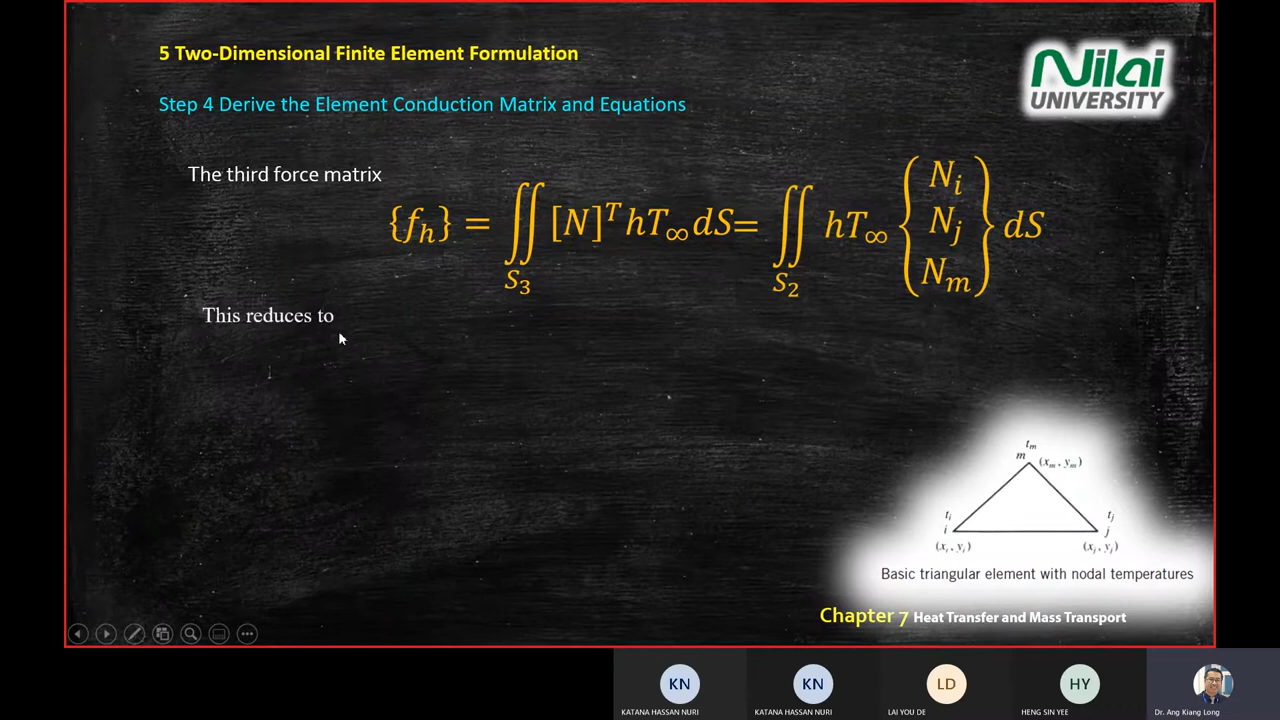 5 Two-Dimensional Finite Element Formulation
Nilai
UNIVERSITY
Step 4 Derive the Element Conduction Matrix and Equations
The third force matrix
{f_h} = ∬_{S_3} [N]^T hT_∞ dS = ∬_{S_2} hT_∞ {N_i N_j N_m} dS
This reduces to
t_m
m (x_m, y_m)
t_i t_j
i j
(x_i, y_i) (x_j, y_j)
Basic triangular element with nodal temperatures
Chapter 7 Heat Transfer and Mass Transport
KN KN LD HY
KATANA HASSAN NURI KATANA HASSAN NURI LAI YOU DE HENG SIN YEE Dr. Ang Kiang Long